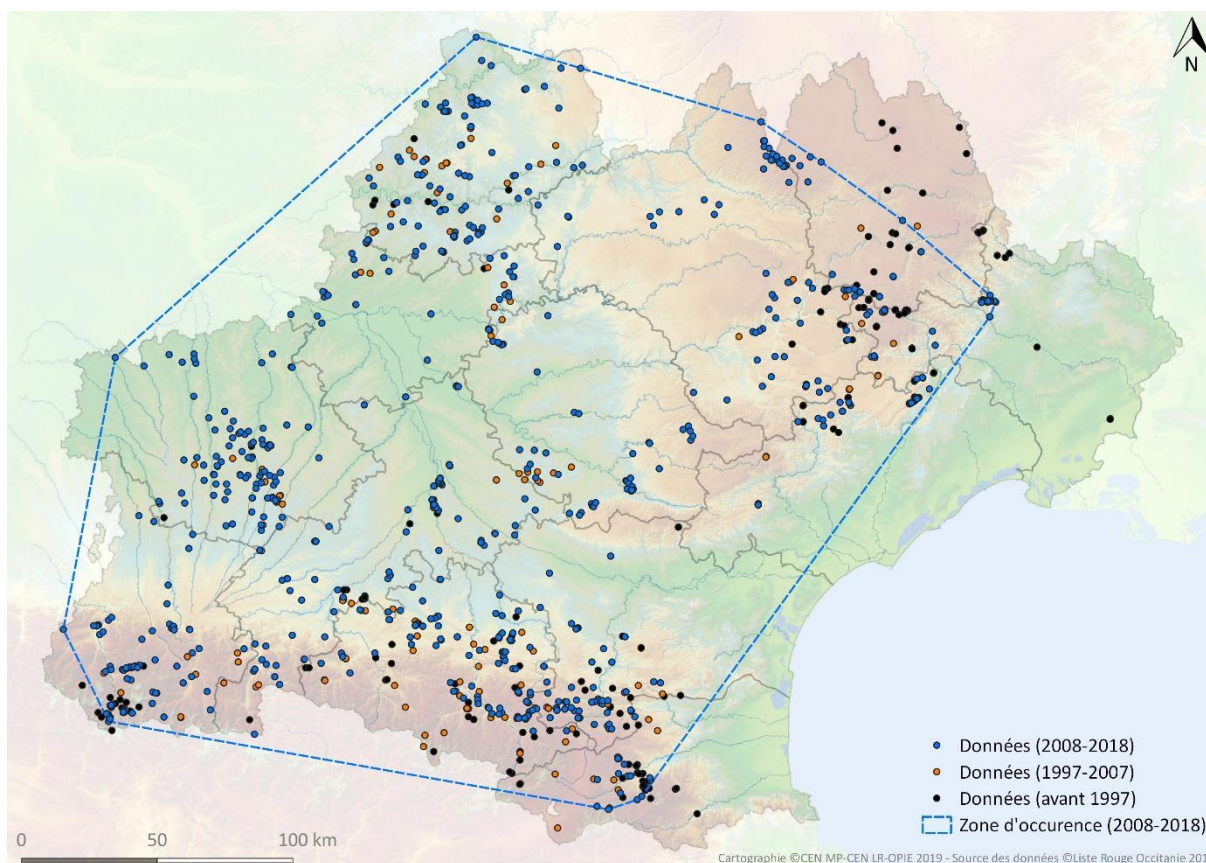 N
Données (2008-2018)
Données (1997-2007)
Données (avant 1997)
Zone d'occurence (2008-2018)
0 50 100 km
Cartographie ©CEN MP-CEN LR-OPIE 2019 - Source des données ©Liste Rouge Occitanie 201